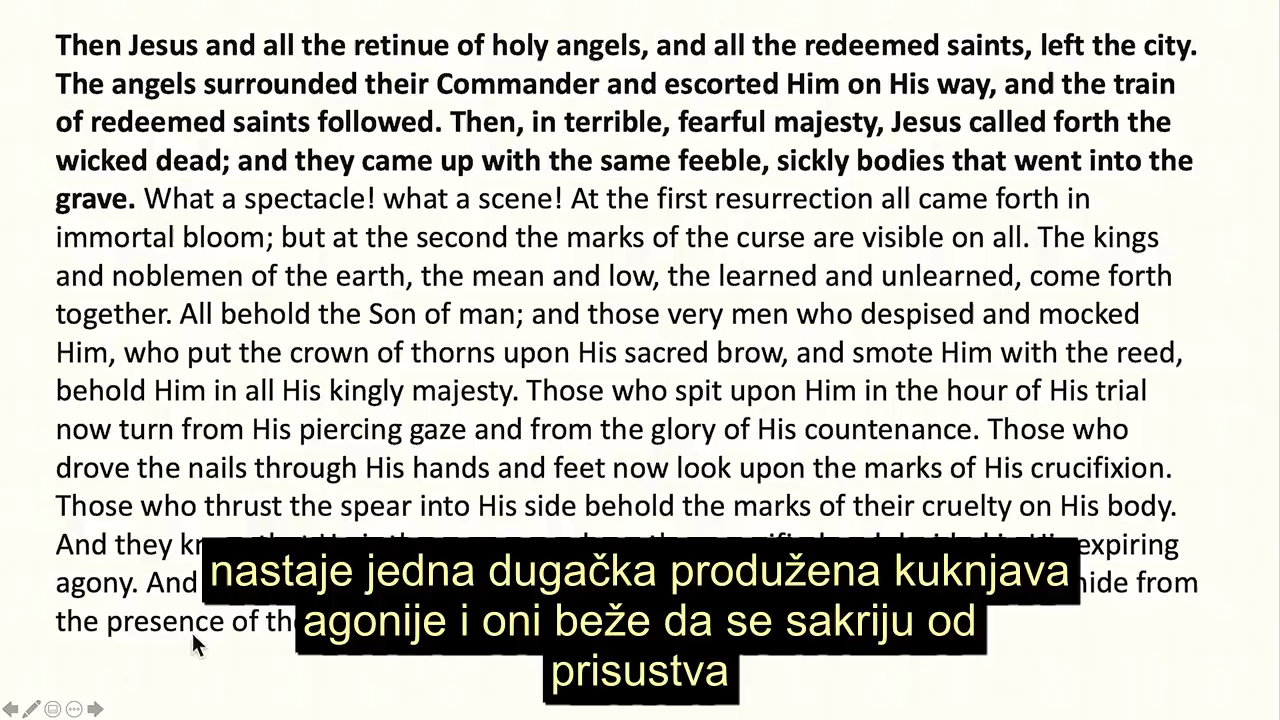 Then Jesus and all the retinue of holy angels, and all the redeemed saints, left the city.
The angels surrounded their Commander and escorted Him on His way, and the train
of redeemed saints followed. Then, in terrible, fearful majesty, Jesus called forth the
wicked dead; and they came up with the same feeble, sickly bodies that went into the
grave. What a spectacle! what a scene! At the first resurrection all came forth in
immortal bloom; but at the second the marks of the curse are visible on all. The kings
and noblemen of the earth, the mean and low, the learned and unlearned, come forth
together. All behold the Son of man; and those very men who despised and mocked
Him, who put the crown of thorns upon His sacred brow, and smote Him with the reed,
behold Him in all His kingly majesty. Those who spit upon Him in the hour of His trial
now turn from His piercing gaze and from the glory of His countenance. Those who
drove the nails through His hands and feet now look upon the marks of His crucifixion.
Those who thrust the spear into His side behold the marks of their cruelty on His body.
And they expiring
agony. And hide from
the presence of
nastaje jedna dugačka produžena kuknjava
agonije i oni beže da se sakriju od
prisustva